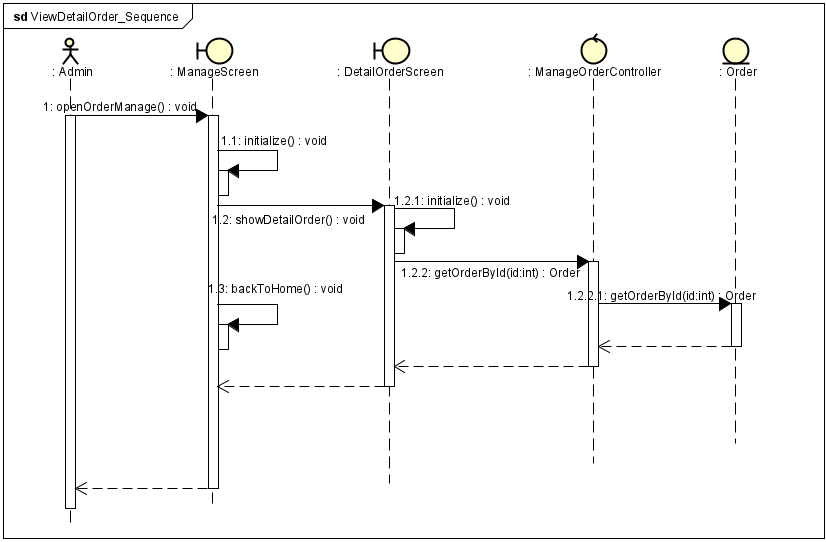 sd ViewDetailOrder_Sequence
: Admin
: ManageScreen
: DetailOrderScreen
: ManageOrderController
: Order
1: openOrderManage() : void
1.1: initialize() : void
1.2.1: initialize() : void
1.2: showDetailOrder() : void
1.2.2: getOrderById(id:int) : Order
1.3: backToHome() : void
1.2.2.1: getOrderById(id:int) : Order